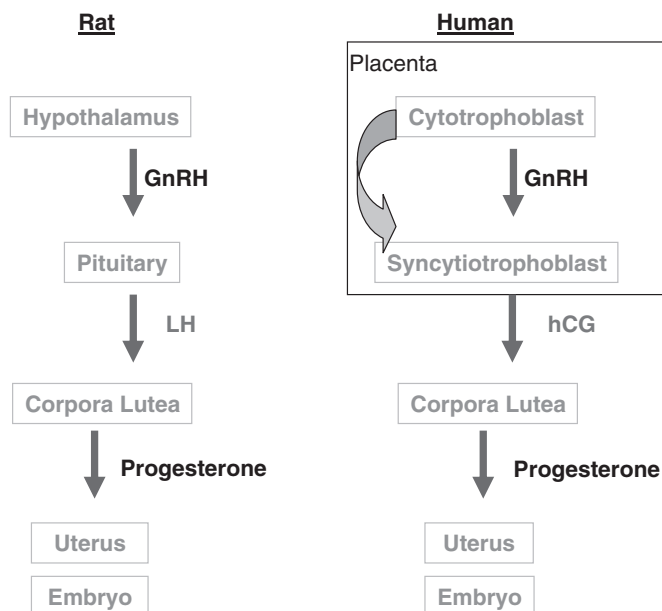 Rat
Hypothalamus
GnRH
Pituitary
LH
Corpora Lutea
Progesterone
Uterus
Embryo
Human
Placenta
Cytotrophoblast
GnRH
Syncytiotrophoblast
hCG
Corpora Lutea
Progesterone
Uterus
Embryo